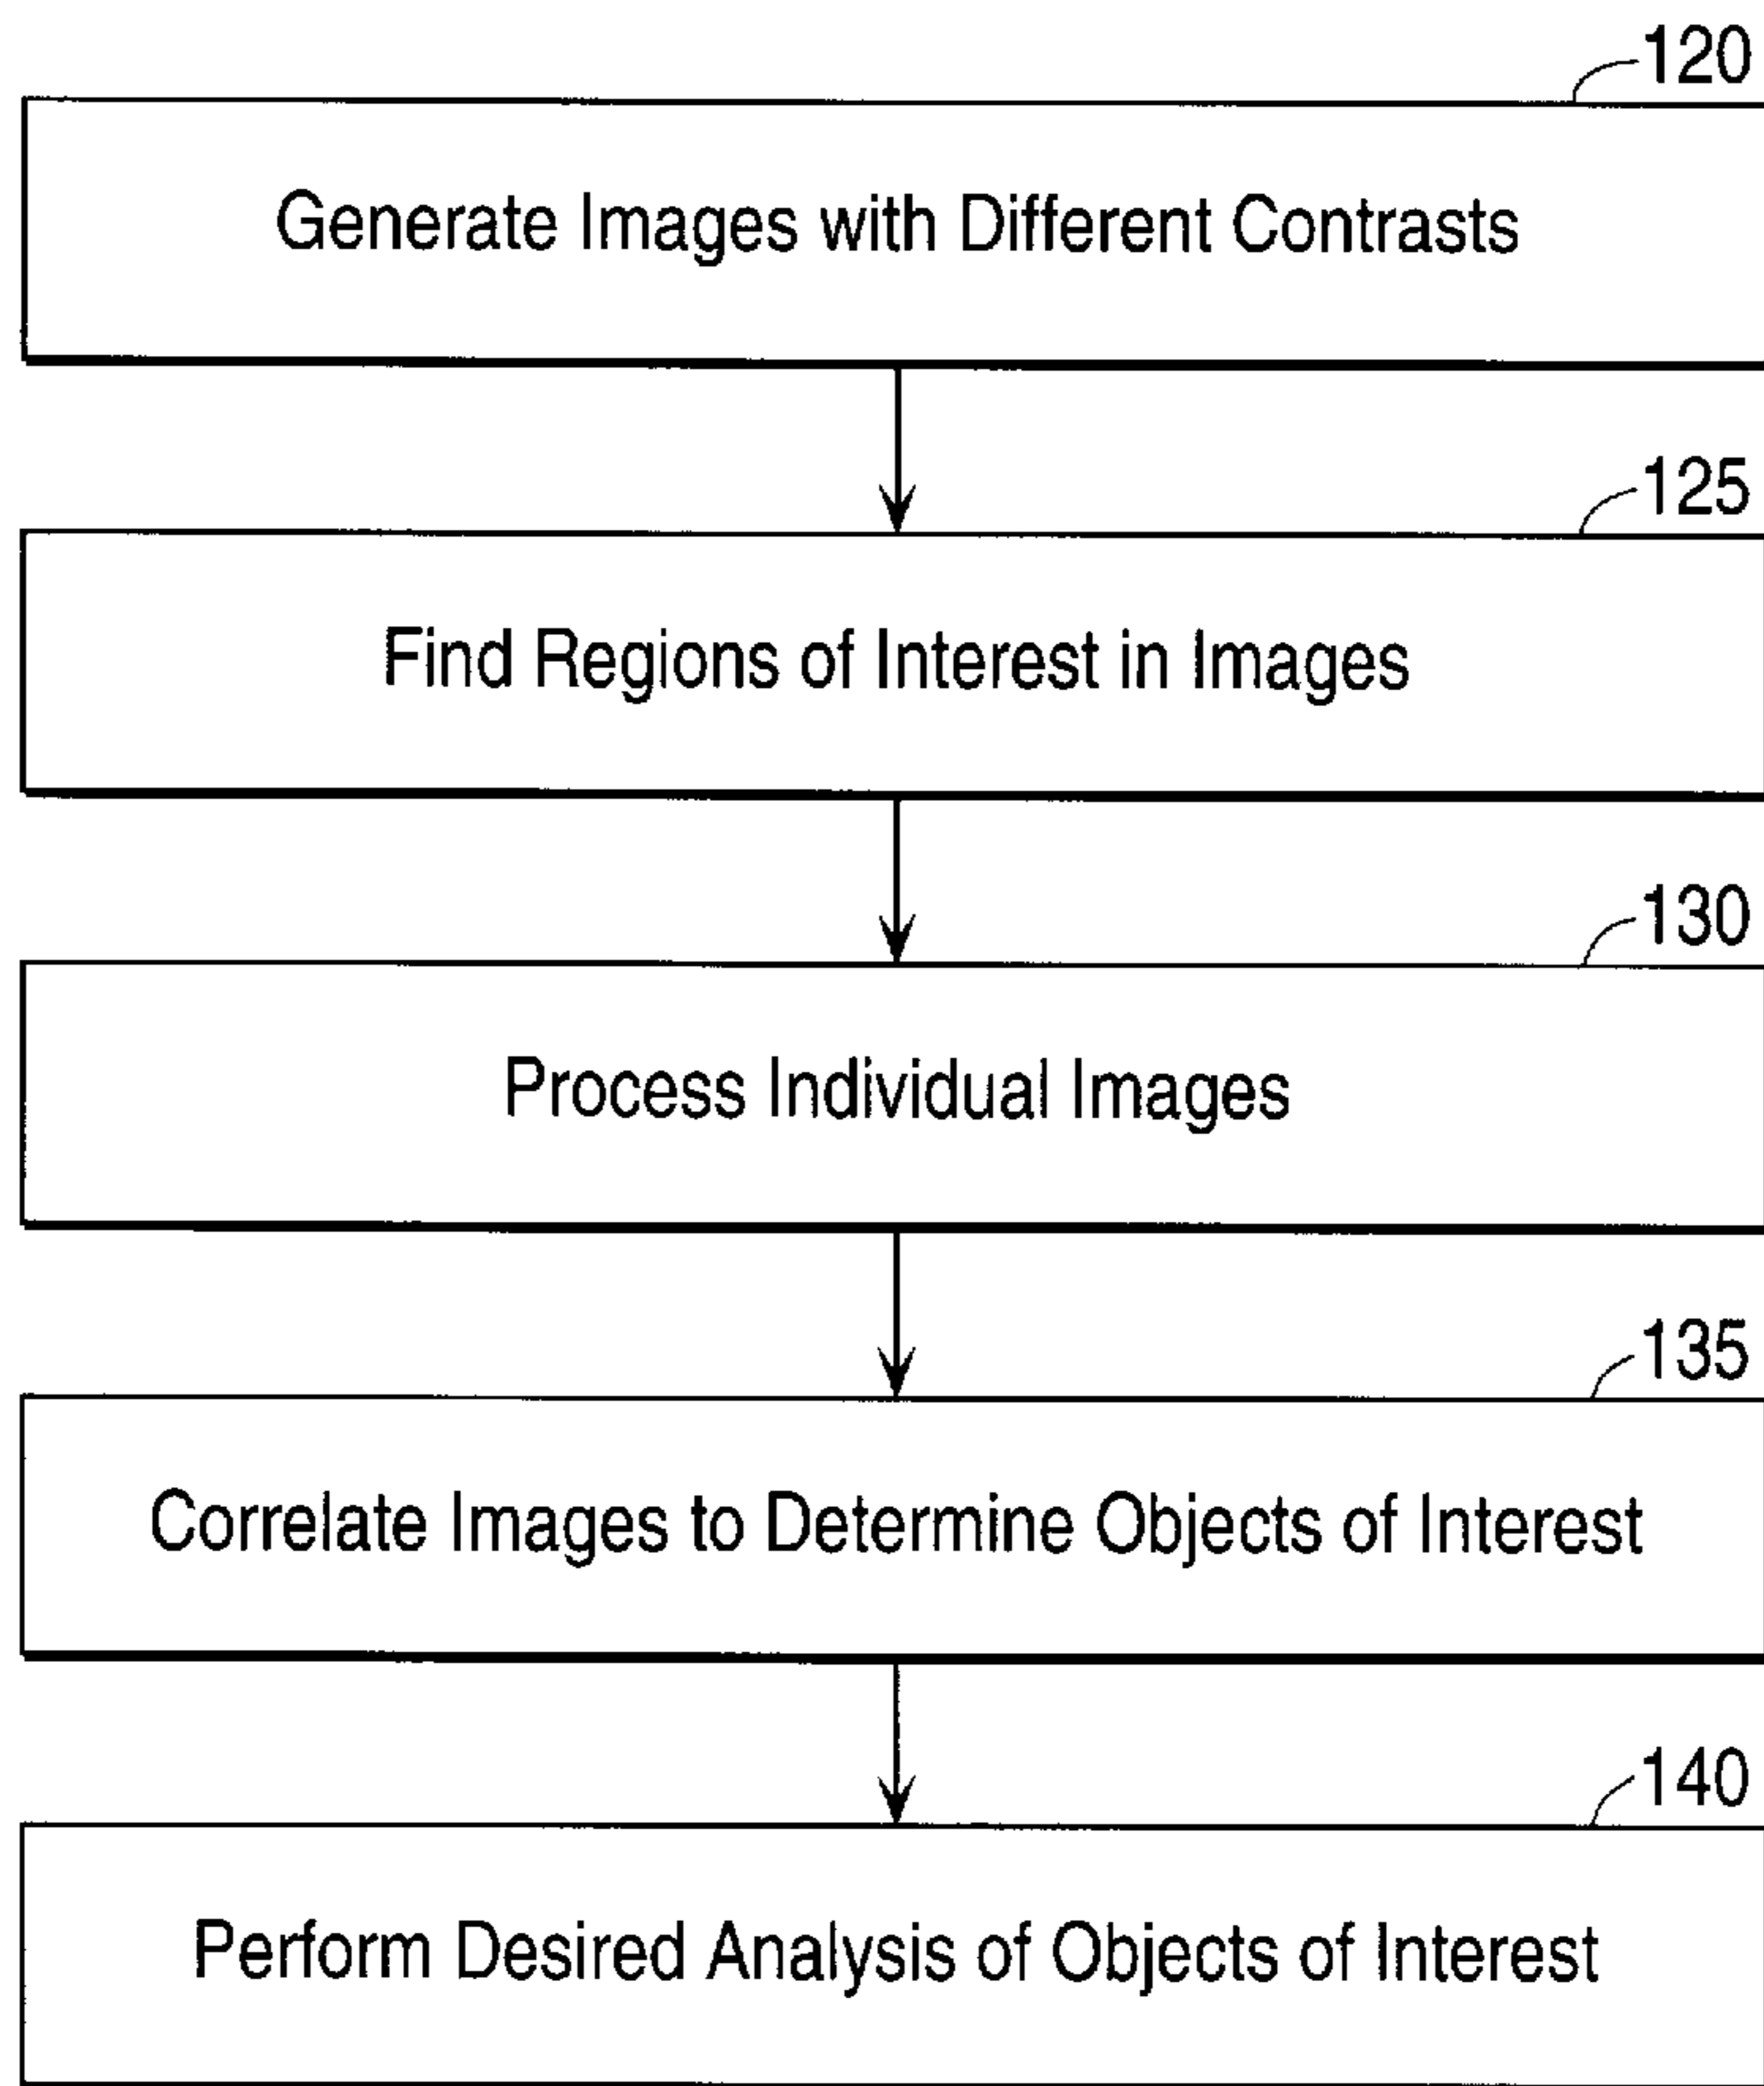 120
Generate Images with Different Contrasts
125
Find Regions of Interest in Images
130
Process Individual Images
135
Correlate Images to Determine Objects of Interest
140
Perform Desired Analysis of Objects of Interest